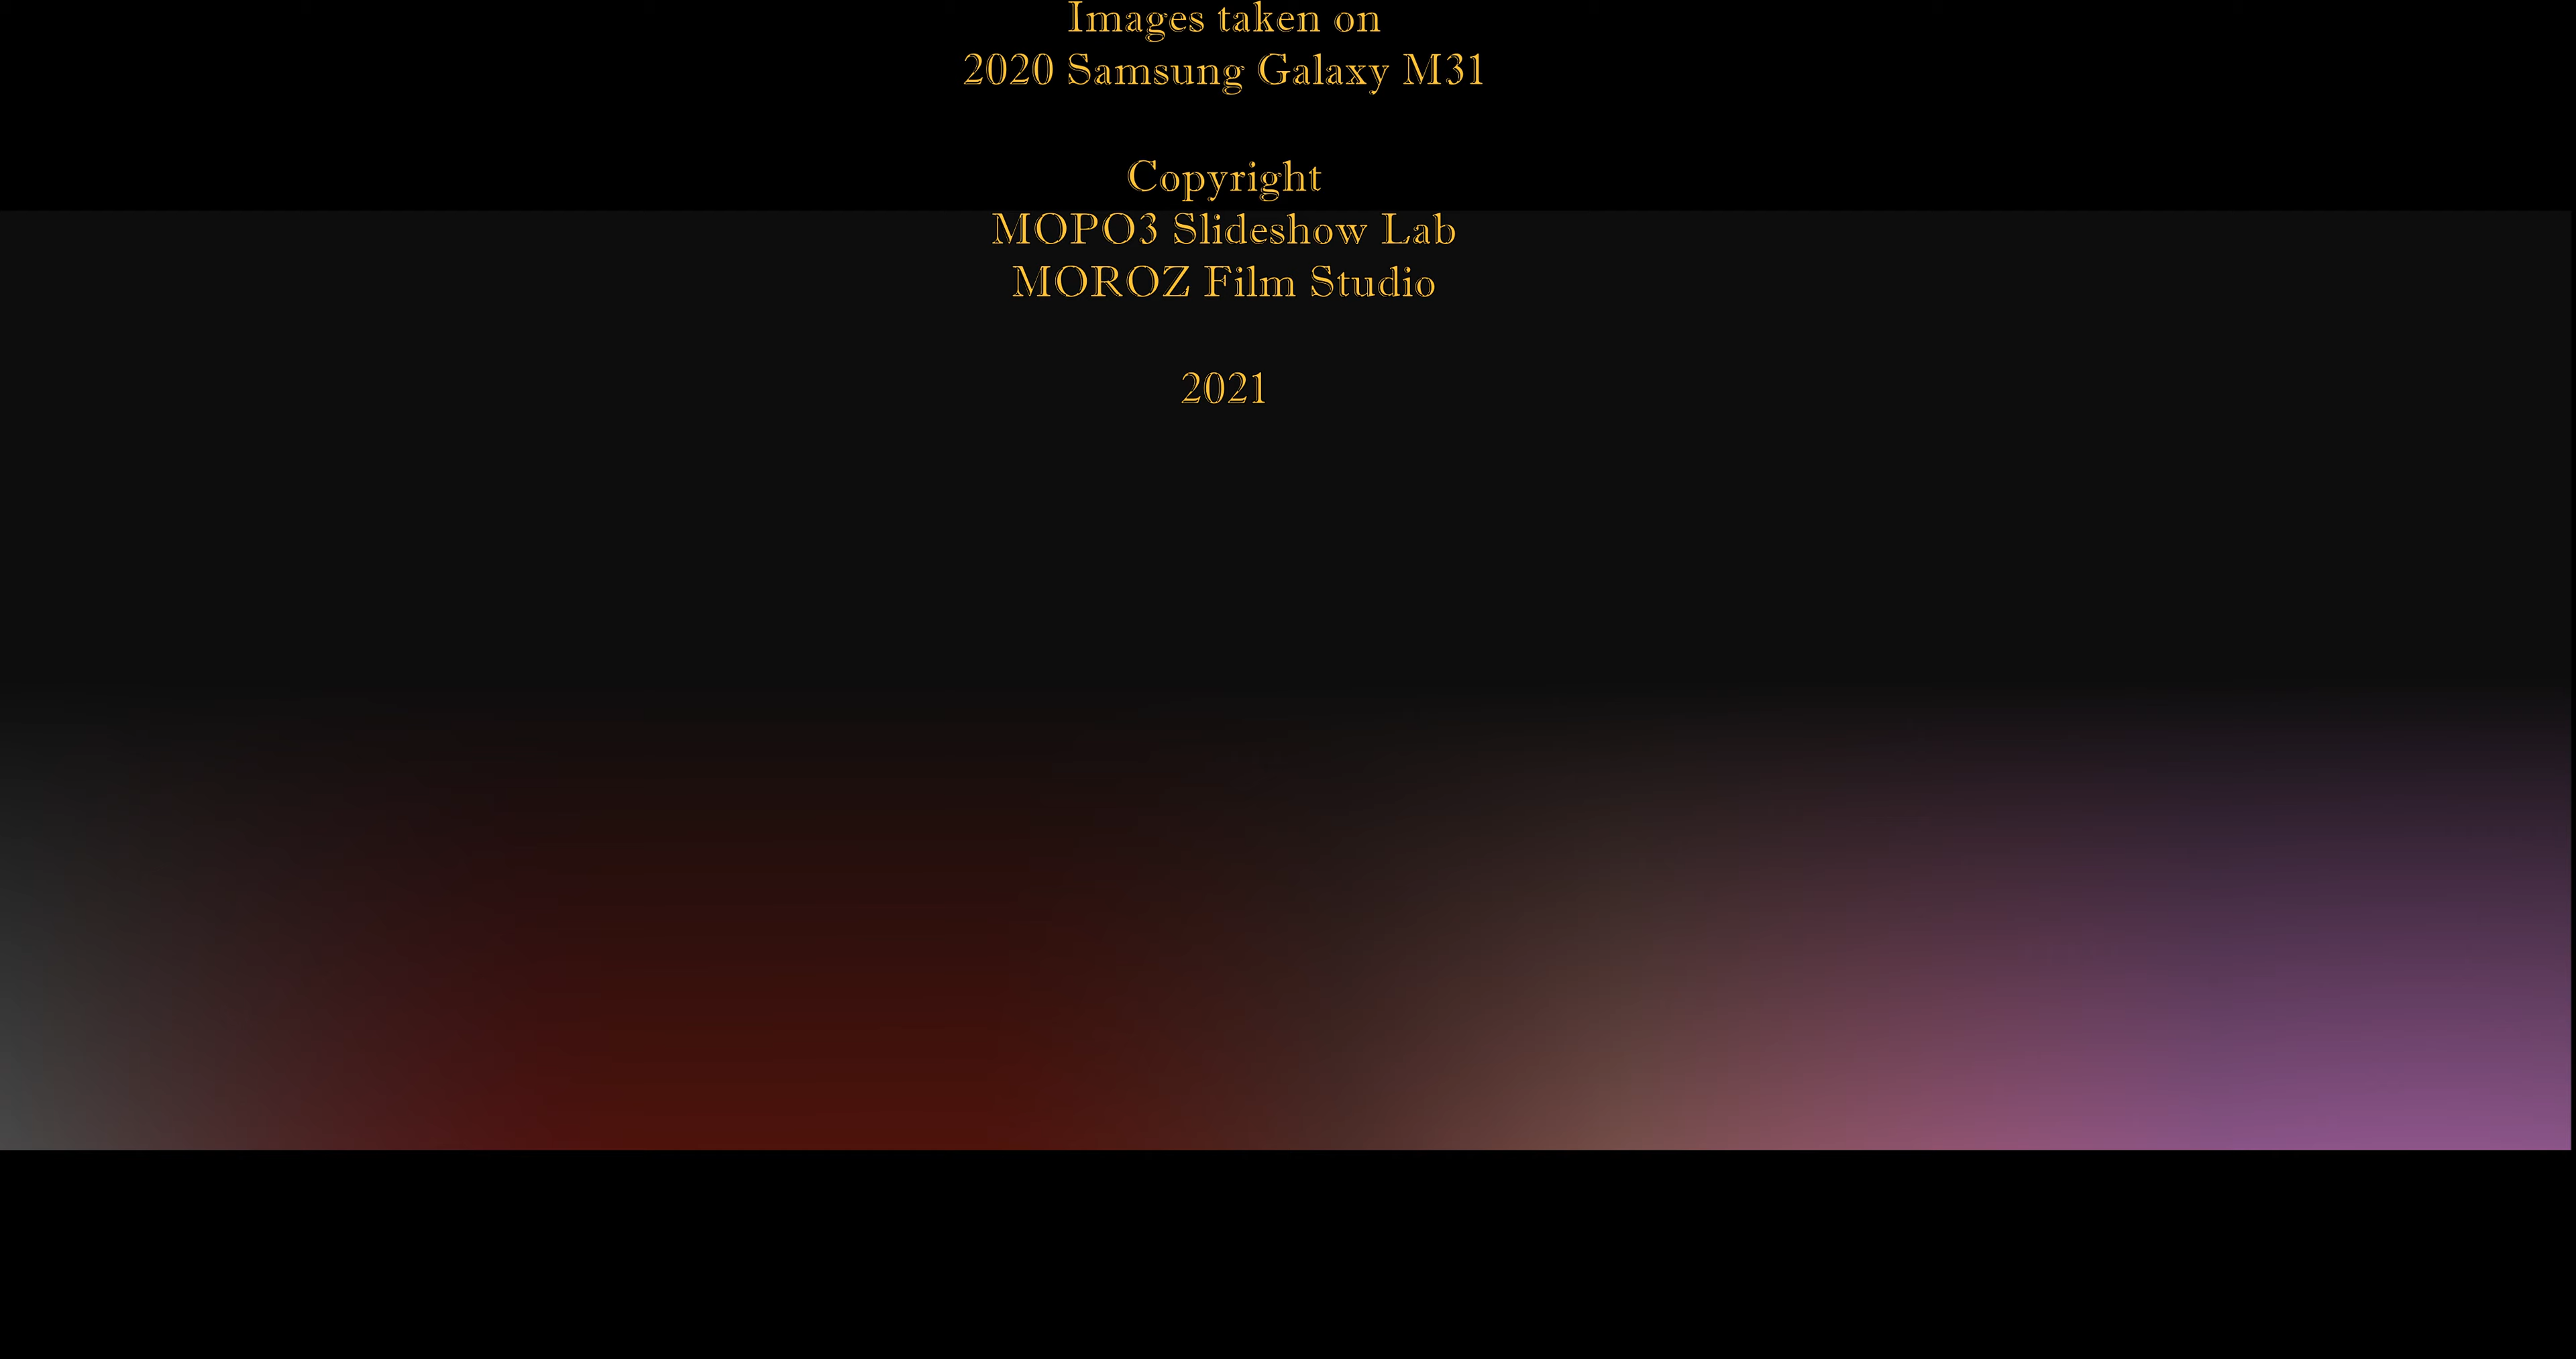 Images taken on
2020 Samsung Galaxy M31
Copyright
MOPO3 Slideshow Lab
MOROZ Film Studio
2021